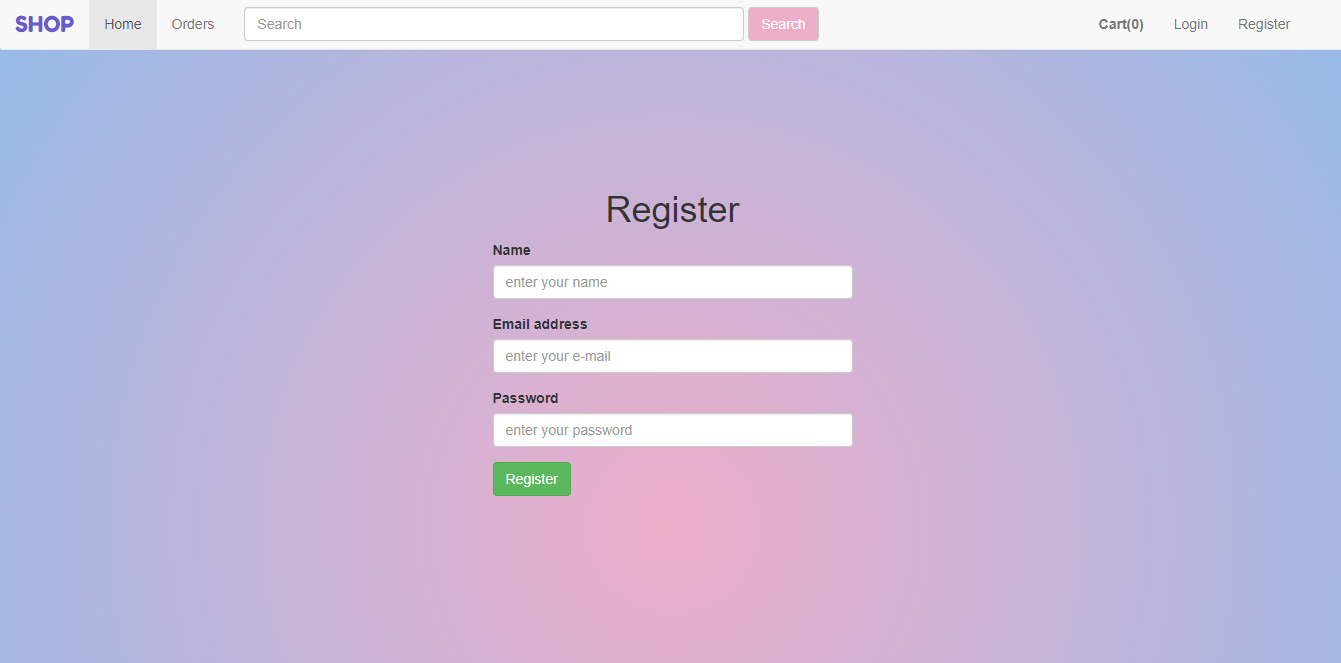 SHOP Home Orders Search Search Cart(0) Login Register
Register
Name
enter your name
Email address
enter your e-mail
Password
enter your password
Register